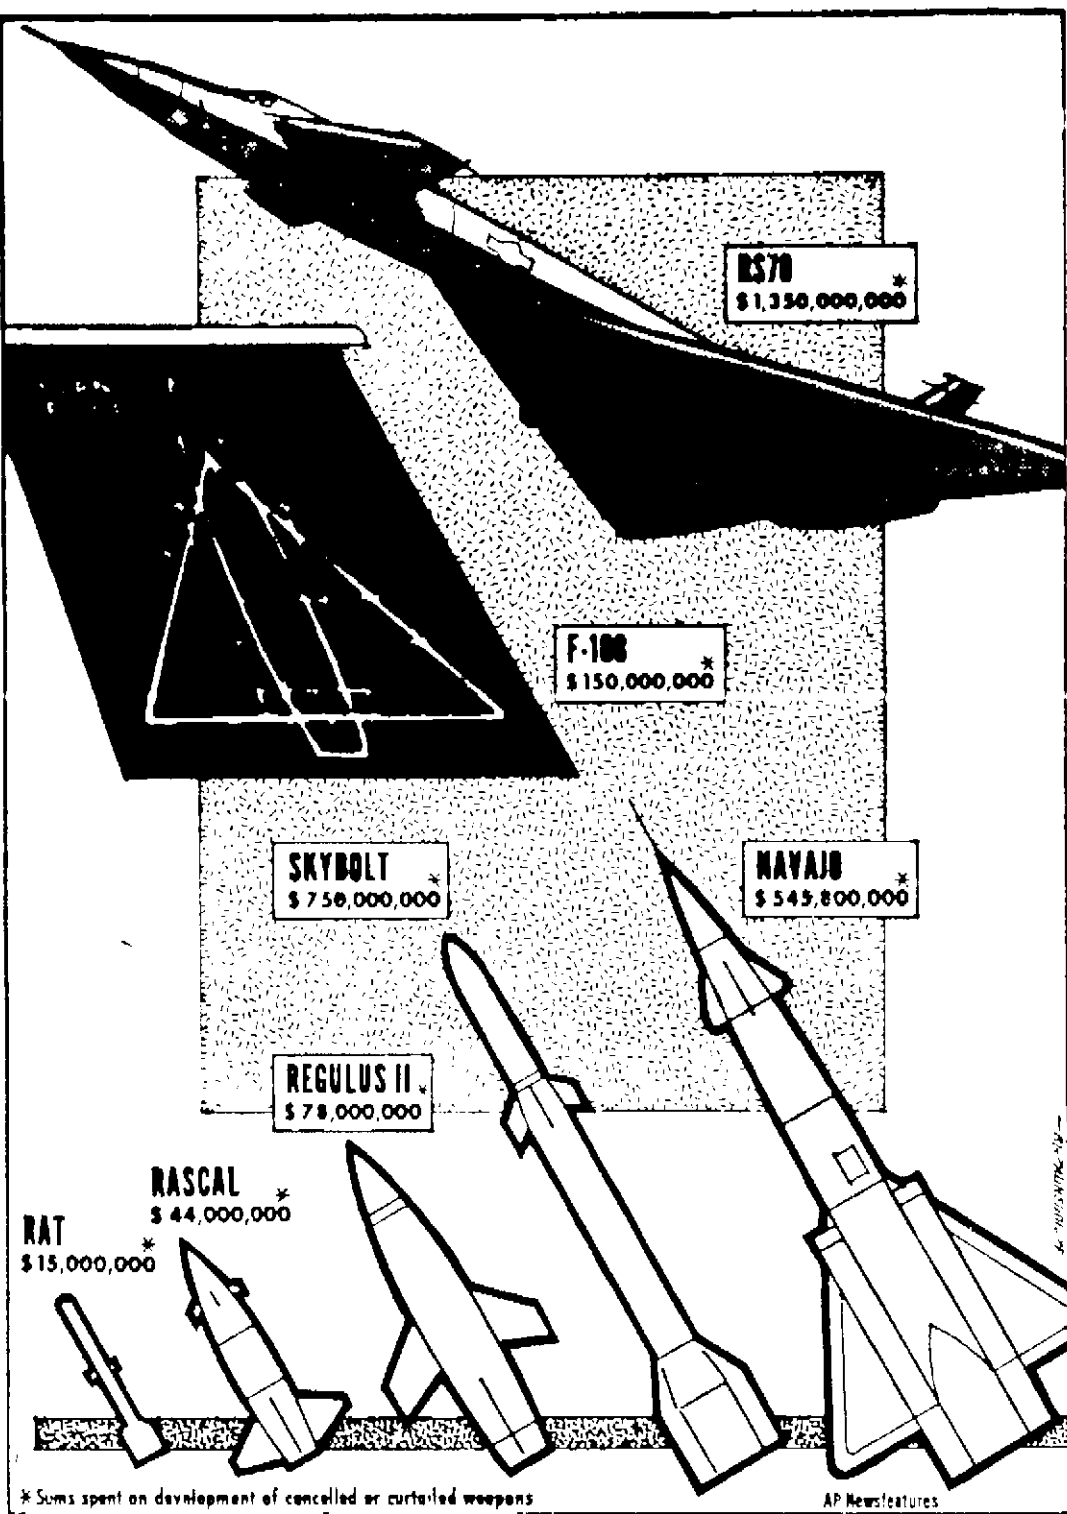 RS70 *
$1,350,000,000
*
$150,000,000
SKYBOLT *
$750,000,000
NAVAJO *
$545,800,000
REGULUS II *
$78,000,000
RASCAL *
$44,000,000
RAT *
$15,000,000
* Sums spent on development of cancelled or curtailed weapons
AP Newsfeatures